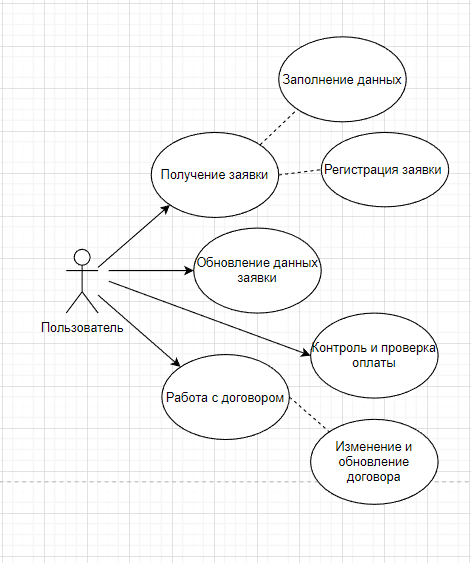 Заполнение данных
Получение заявки
Регистрация заявки
Обновление данных
заявки
Пользователь
Контроль и проверка
оплаты
Работа с договором
Изменение и
обновление
договора